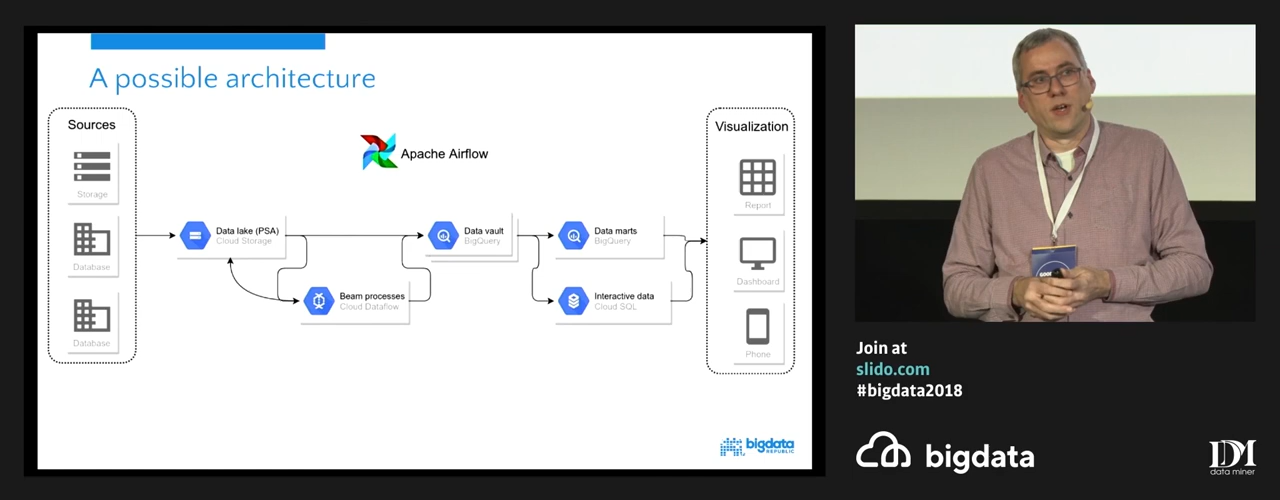 A possible architecture
Sources
Storage
Database
Database
Apache Airflow
Data lake (PSA)
Cloud Storage
Beam processes
Cloud Dataflow
Data vault
BigQuery
Data marts
BigQuery
Interactive data
Cloud SQL
Visualization
Report
Dashboard
Phone
bigdata
REPUBLIC
Join at
slido.com
#bigdata2018
bigdata
DM
data miner